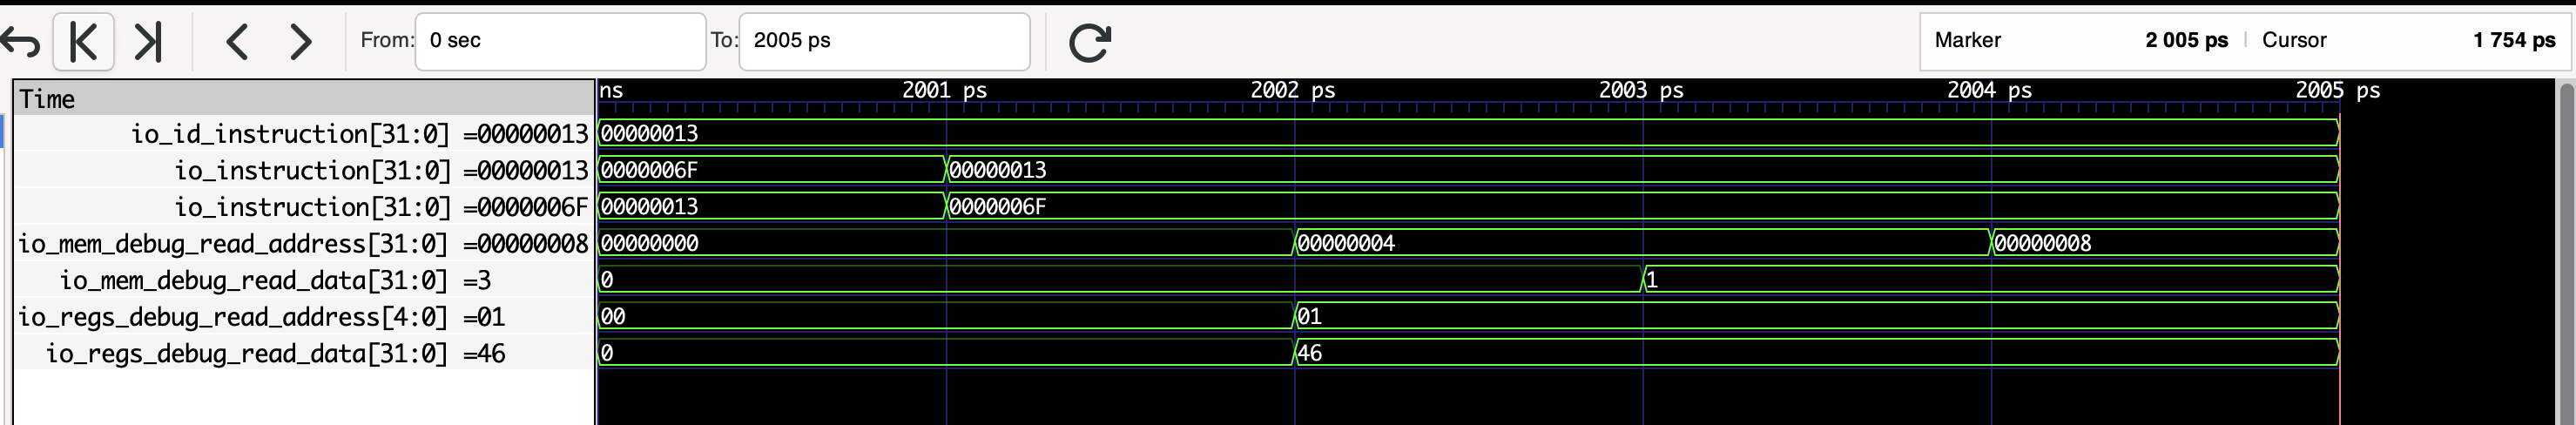 From: 0 sec To: 2005 ps Marker 2 005 ps | Cursor 1 754 ps
Time ns 2001 ps 2002 ps 2003 ps 2004 ps 2005 ps
io_id_instruction[31:0] =00000013 00000013
io_instruction[31:0] =00000013 0000006F 00000013
io_instruction[31:0] =0000006F 00000013 0000006F
io_mem_debug_read_address[31:0] =00000008 00000000 00000004 00000008
io_mem_debug_read_data[31:0] =3 0 1
io_regs_debug_read_address[4:0] =01 00 01
io_regs_debug_read_data[31:0] =46 0 46